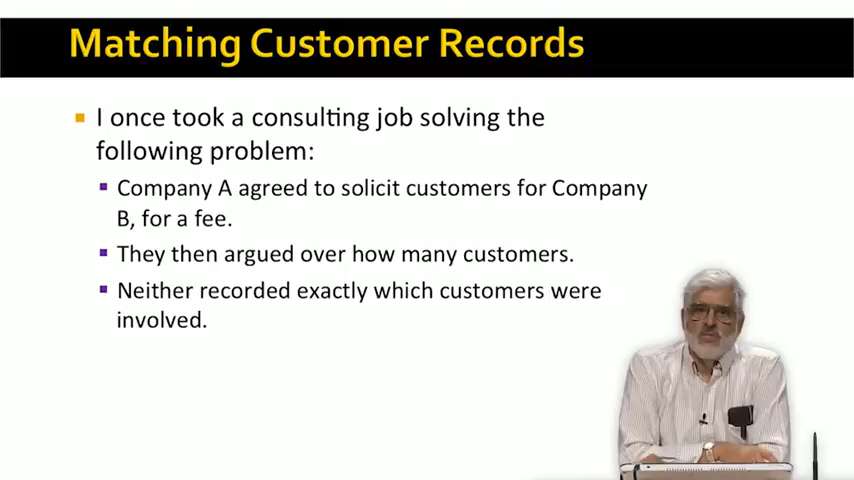 Matching Customer Records
I once took a consulting job solving the
following problem:
Company A agreed to solicit customers for Company
B, for a fee.
They then argued over how many customers.
Neither recorded exactly which customers were
involved.